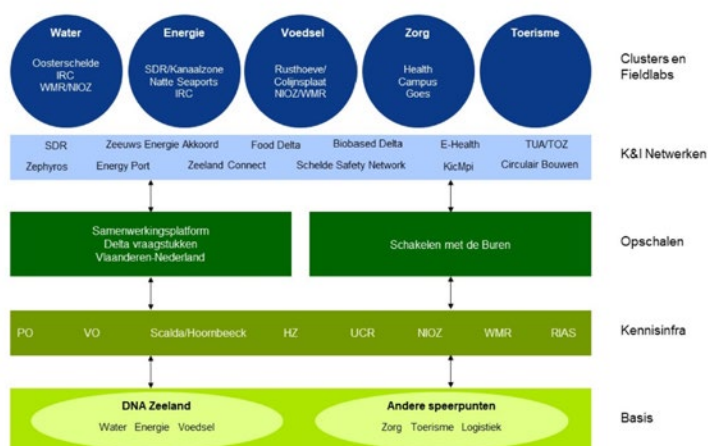 Water
Energie
Voedsel
Zorg
Toerisme
Oosterschelde
IRC
WMR/NIOZ
SDR/Kanaalzone
Natte Seaports
IRC
Rusthoeve/
Colijnsplaat
NIOZ/WMR
Health
Campus
Goes
Clusters en
Fieldlabs
SDR Zeeuws Energie Akkoord Food Delta Biobased Delta E-Health TUA/TOZ
Zephyros Energy Port Zeeland Connect Schelde Safety Network KicMpi Circulair Bouwen
K&I Netwerken
Samenwerkingsplatform
Delta vraagstukken
Vlaanderen-Nederland
Schakelen met de Buren
Opschalen
PO VO Scalda/Hoornbeeck HZ UCR NIOZ WMR RIAS
Kennisinfra
DNA Zeeland
Water Energie Voedsel
Andere speerpunten
Zorg Toerisme Logistiek
Basis